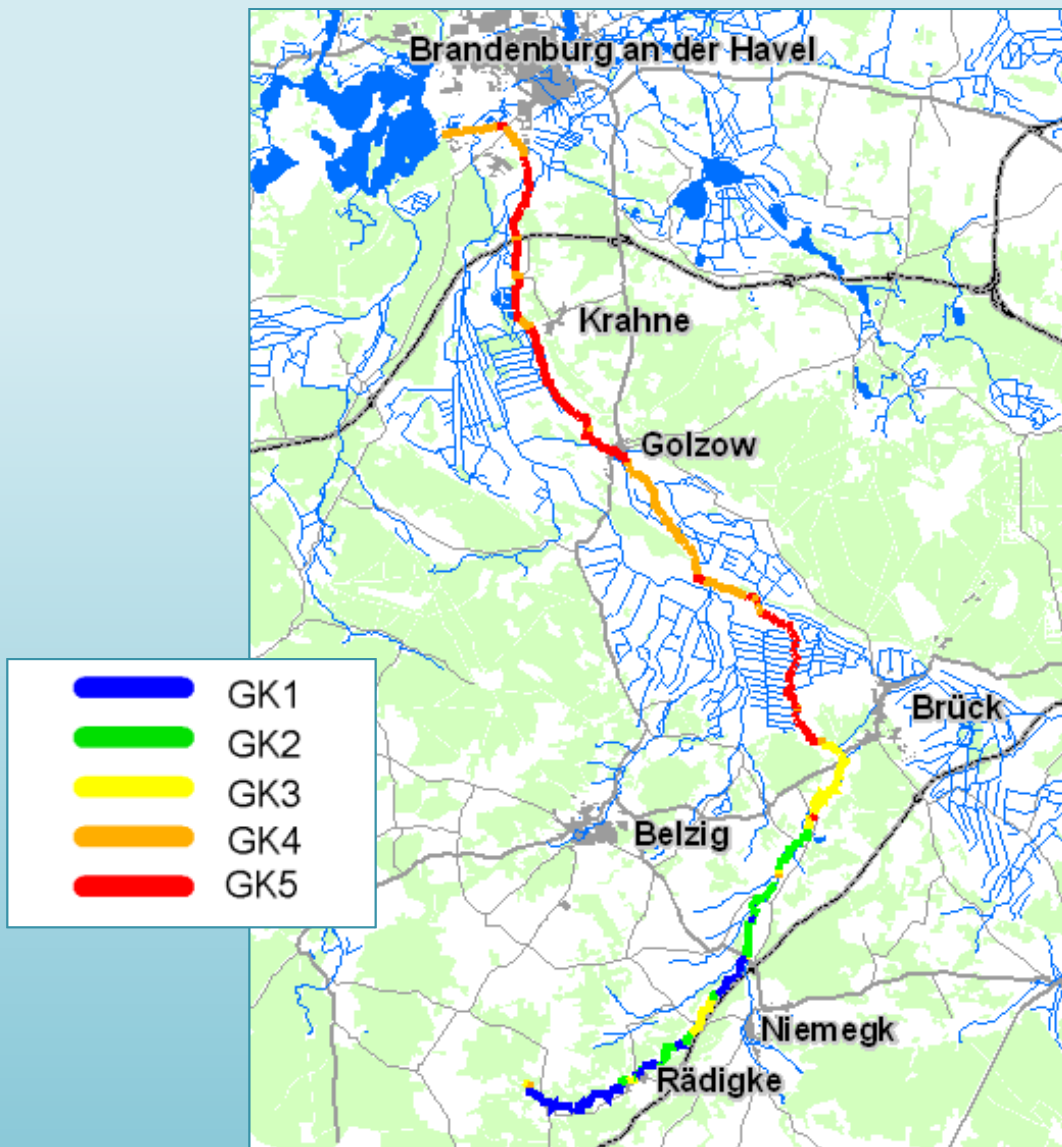 Brandenburg an der Havel
Krahne
Golzow
Brück
Belzig
Niemegk
Rädigke
GK1
GK2
GK3
GK4
GK5